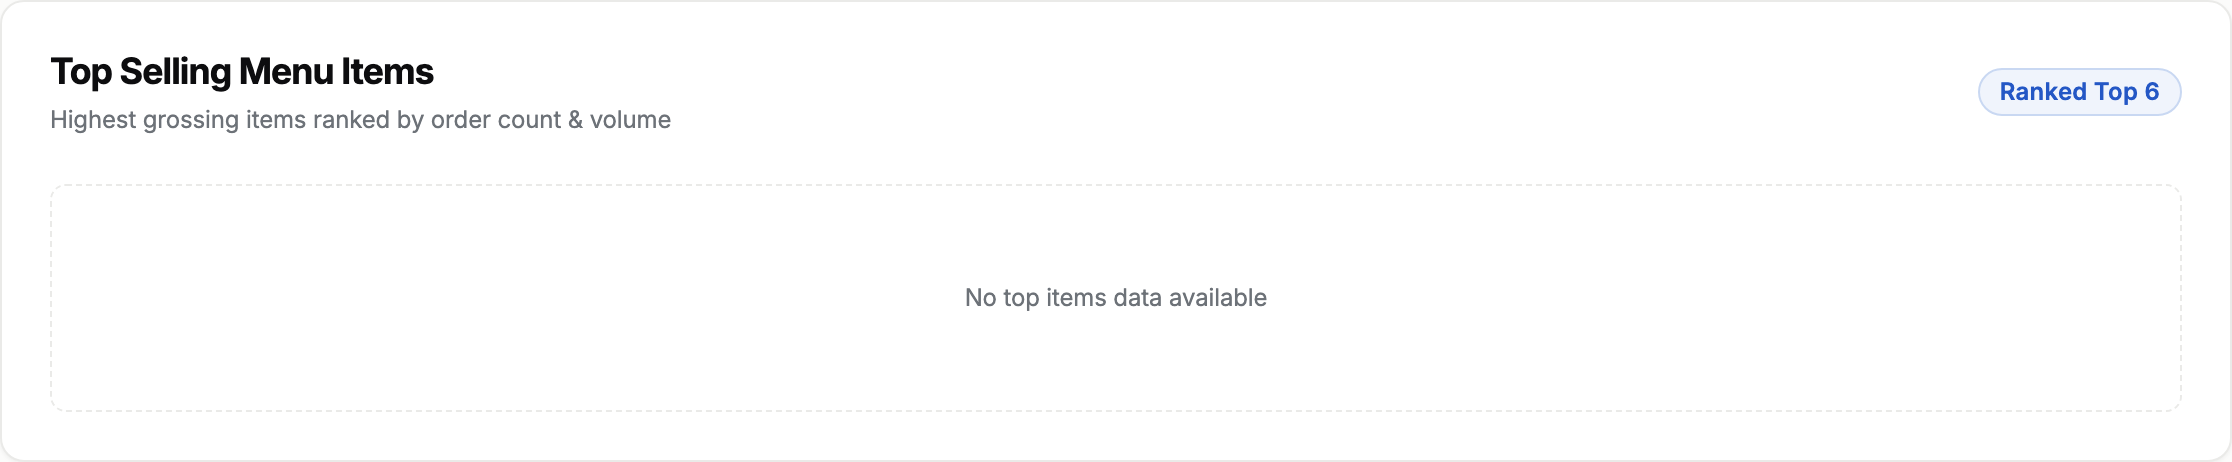 Top Selling Menu Items
Highest grossing items ranked by order count & volume
Ranked Top 6
No top items data available